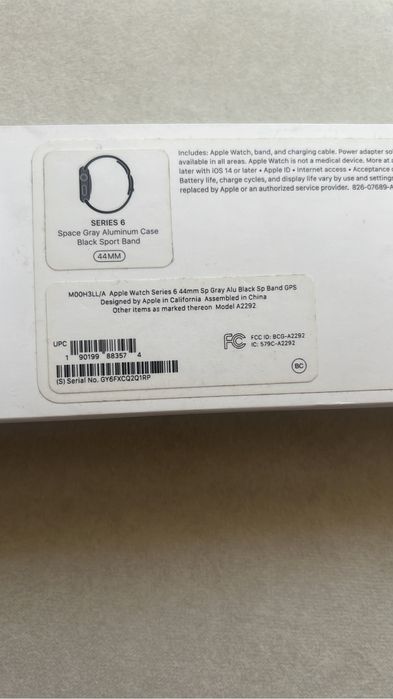 SERIES 6
Space Gray Aluminum Case
Black Sport Band
44MM
Includes: Apple Watch, band, and charging cable. Power adapter so
available in all areas. Apple Watch is not a medical device. More at
later with iOS 14 or later • Apple ID • Internet access • Acceptance
Battery life, charge cycles, and display life vary by use and setting
replaced by Apple or an authorized service provider. 826-07689-A
M00H3LL/A Apple Watch Series 6 44mm Sp Gray Alu Black Sp Band GPS
Designed by Apple in California Assembled in China
Other items as marked thereon Model A2292
UPC
1 90199 88357 4
(S) Serial No. GY6FXCQ2Q1RP
FC
FCC ID: BCG-A2292
IC: 579C-A2292
BC